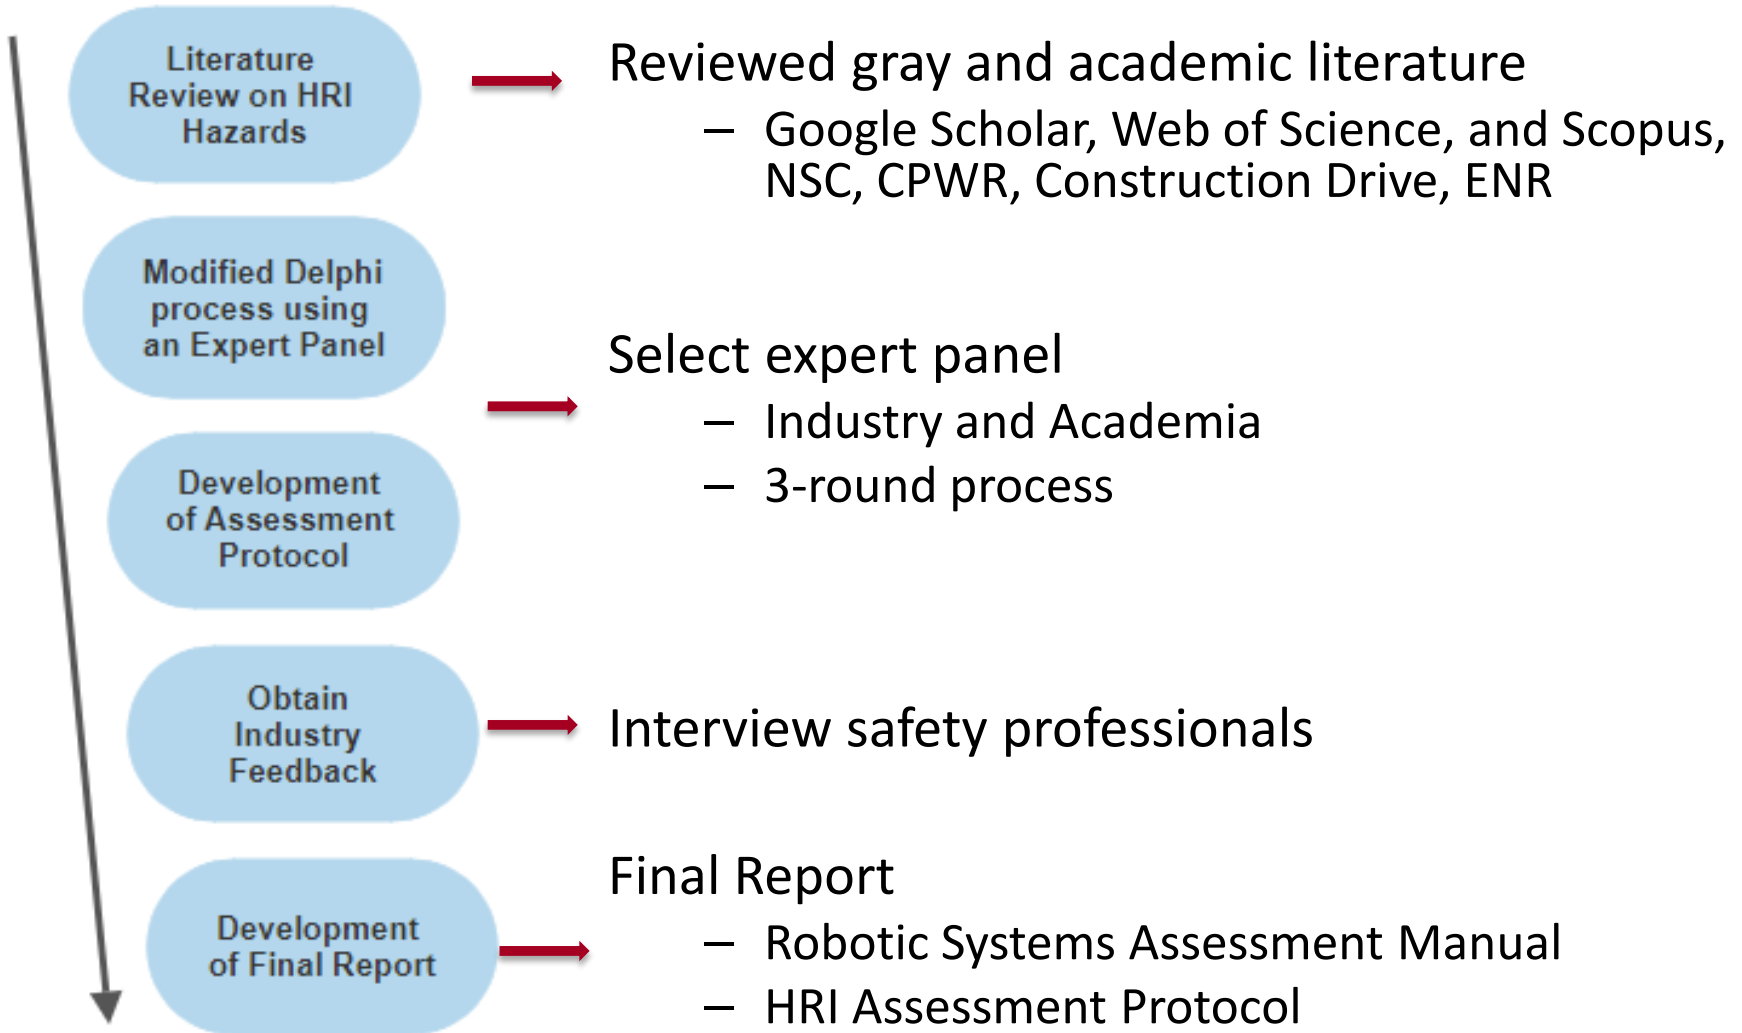 Literature
Review on HRI
Hazards
Reviewed gray and academic literature
– Google Scholar, Web of Science, and Scopus,
NSC, CPWR, Construction Drive, ENR
Modified Delphi
process using
an Expert Panel
Select expert panel
– Industry and Academia
– 3-round process
Development
of Assessment
Protocol
Obtain
Industry
Feedback
Interview safety professionals
Development
of Final Report
Final Report
– Robotic Systems Assessment Manual
– HRI Assessment Protocol